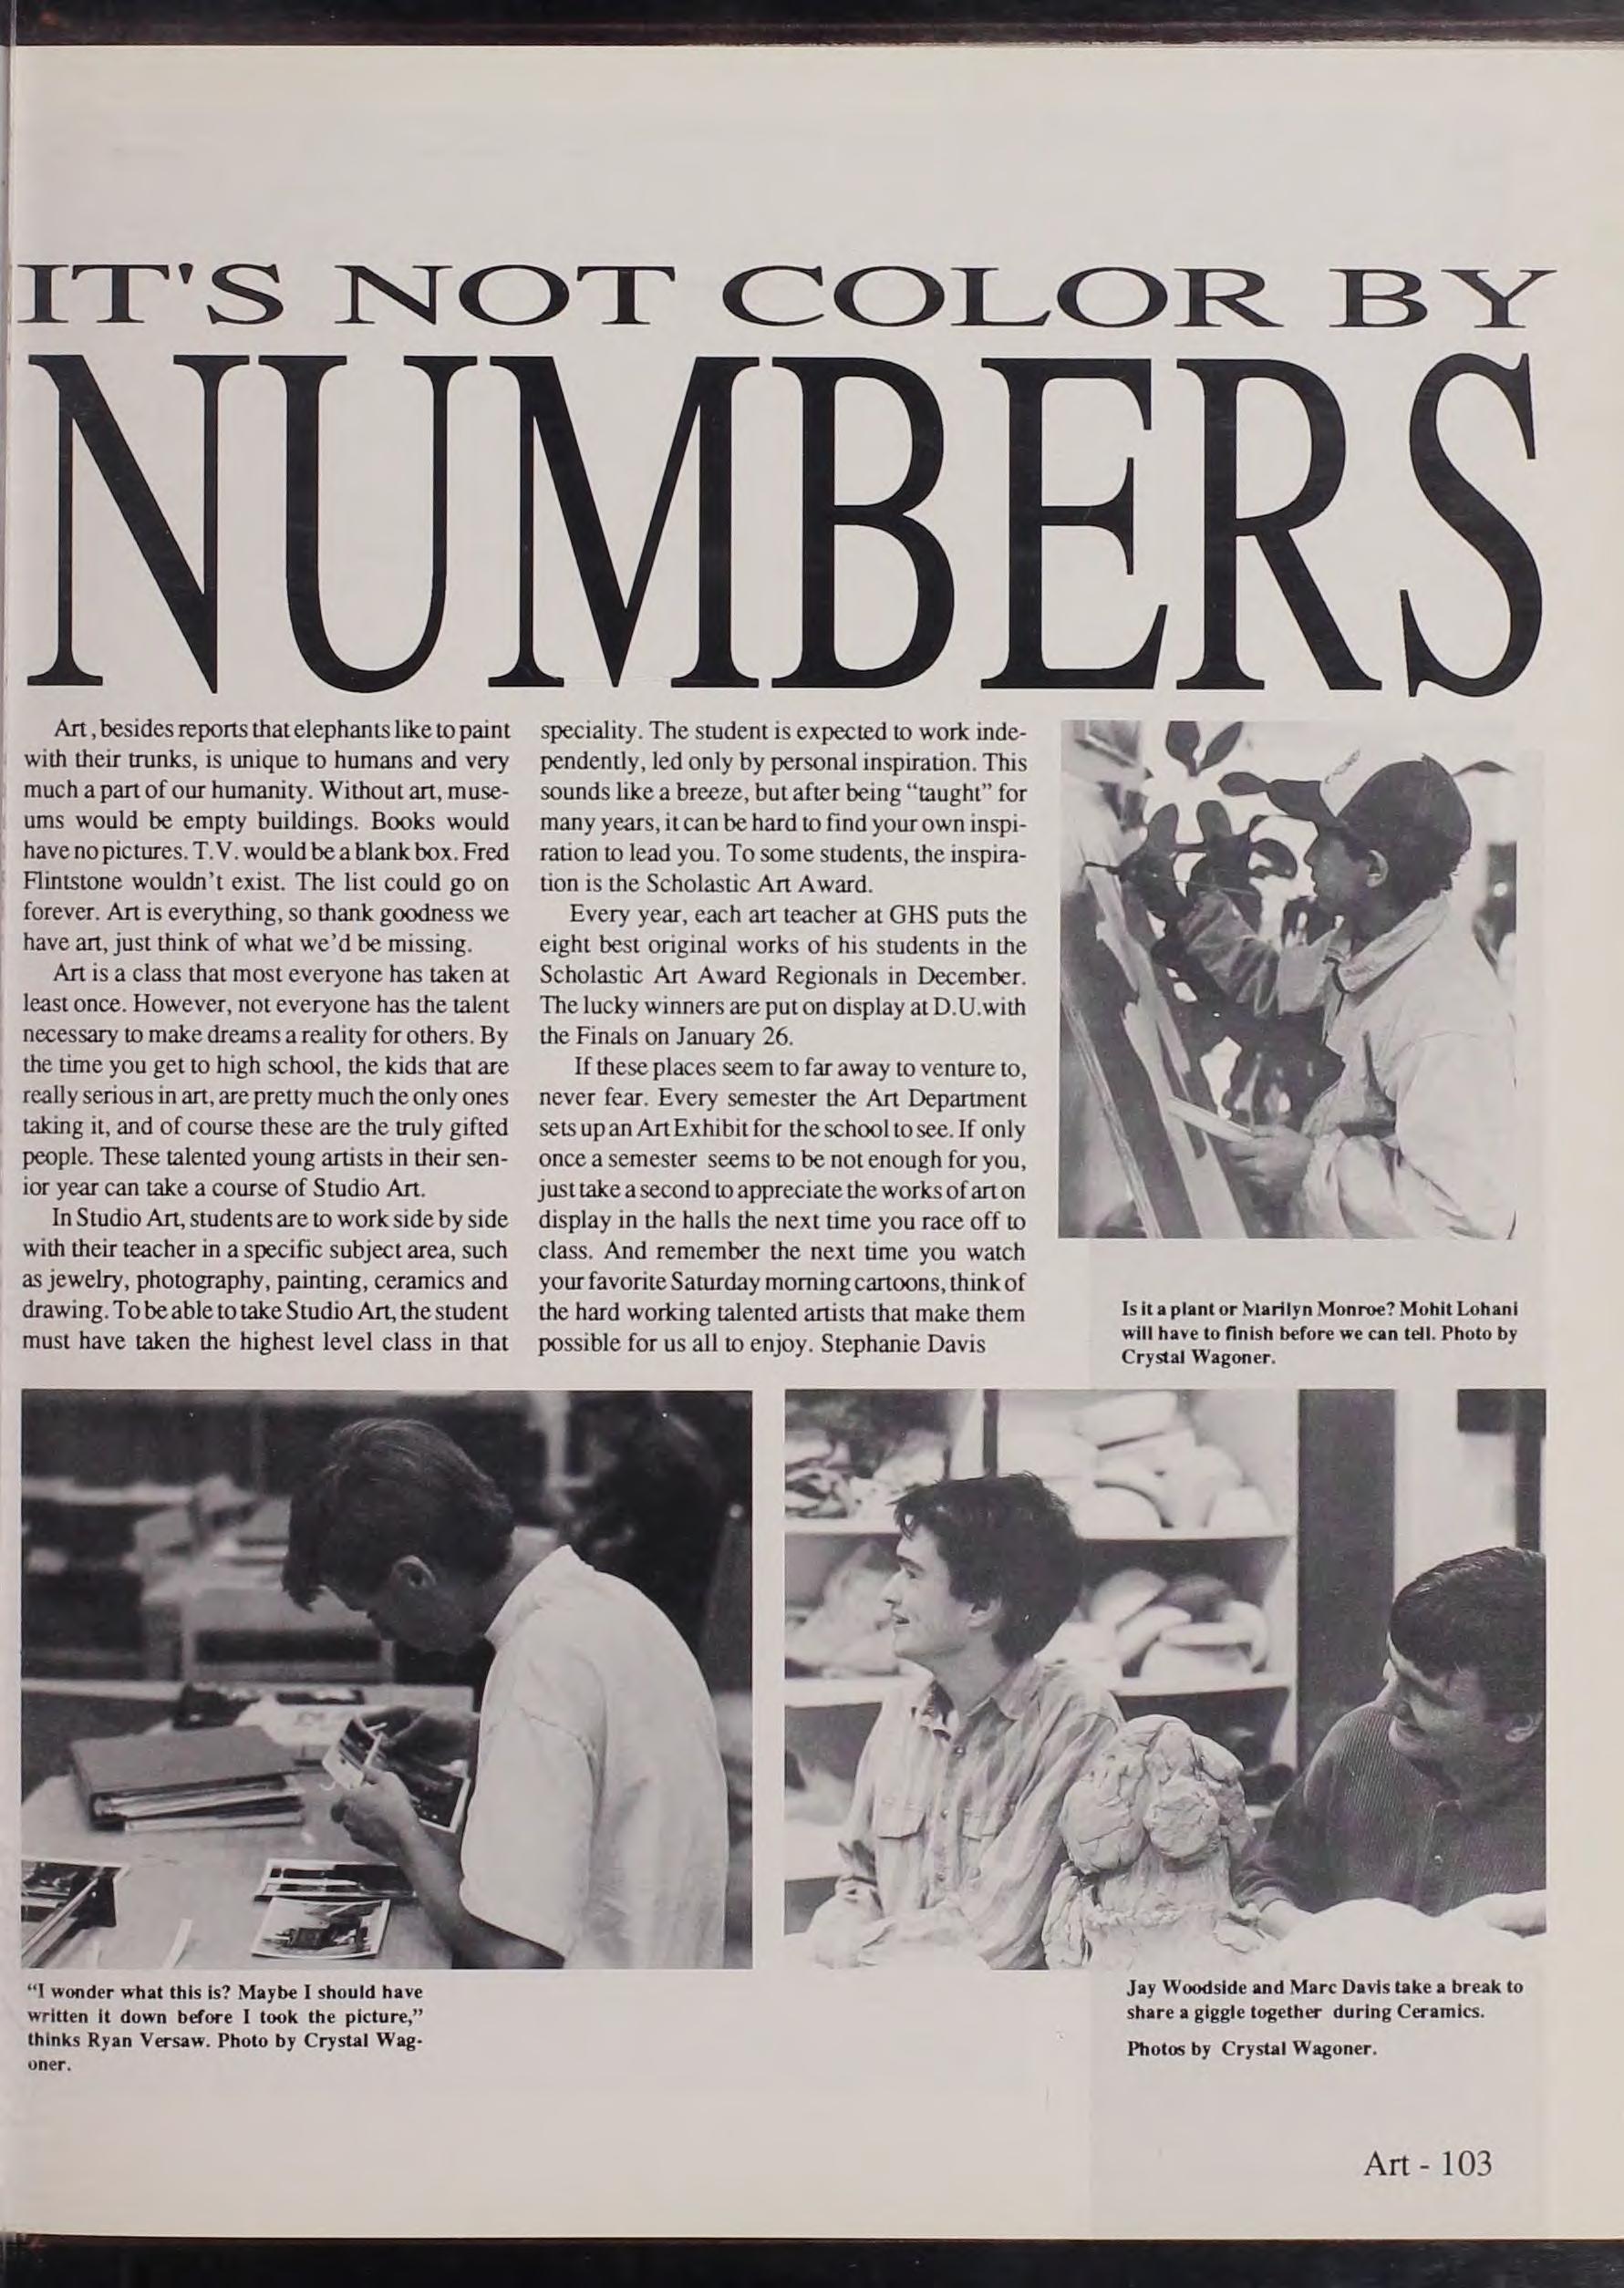 IT'S NOT COLOR BY
NUMBERS
Art , besides reports that elephants like to paint
with their trunks, is unique to humans and very
much a part of our humanity. Without art, muse-
ums would be empty buildings. Books would
have no pictures. T.V. would be a blank box. Fred
Flintstone wouldn't exist. The list could go on
forever. Art is everything, so thank goodness we
have art, just think of what we'd be missing.
Art is a class that most everyone has taken at
least once. However, not everyone has the talent
necessary to make dreams a reality for others. By
the time you get to high school, the kids that are
really serious in art, are pretty much the only ones
taking it, and of course these are the truly gifted
people. These talented young artists in their sen-
ior year can take a course of Studio Art.
In Studio Art, students are to work side by side
with their teacher in a specific subject area, such
as jewelry, photography, painting, ceramics and
drawing. To be able to take Studio Art, the student
must have taken the highest level class in that
speciality. The student is expected to work inde-
pendently, led only by personal inspiration. This
sounds like a breeze, but after being "taught" for
many years, it can be hard to find your own inspi-
ration to lead you. To some students, the inspira-
tion is the Scholastic Art Award.
Every year, each art teacher at GHS puts the
eight best original works of his students in the
Scholastic Art Award Regionals in December.
The lucky winners are put on display at D.U.with
the Finals on January 26.
If these places seem to far away to venture to,
never fear. Every semester the Art Department
sets up an Art Exhibit for the school to see. If only
once a semester seems to be not enough for you,
just take a second to appreciate the works of art on
display in the halls the next time you race off to
class. And remember the next time you watch
your favorite Saturday morning cartoons, think of
the hard working talented artists that make them
possible for us all to enjoy. Stephanie Davis
Is it a plant or Marilyn Monroe? Mohit Lohani
will have to finish before we can tell. Photo by
Crystal Wagoner.
"I wonder what this is? Maybe I should have
written it down before I took the picture,"
thinks Ryan Versaw. Photo by Crystal Wag-
oner.
Jay Woodside and Marc Davis take a break to
share a giggle together during Ceramics.
Photos by Crystal Wagoner.
Art - 103